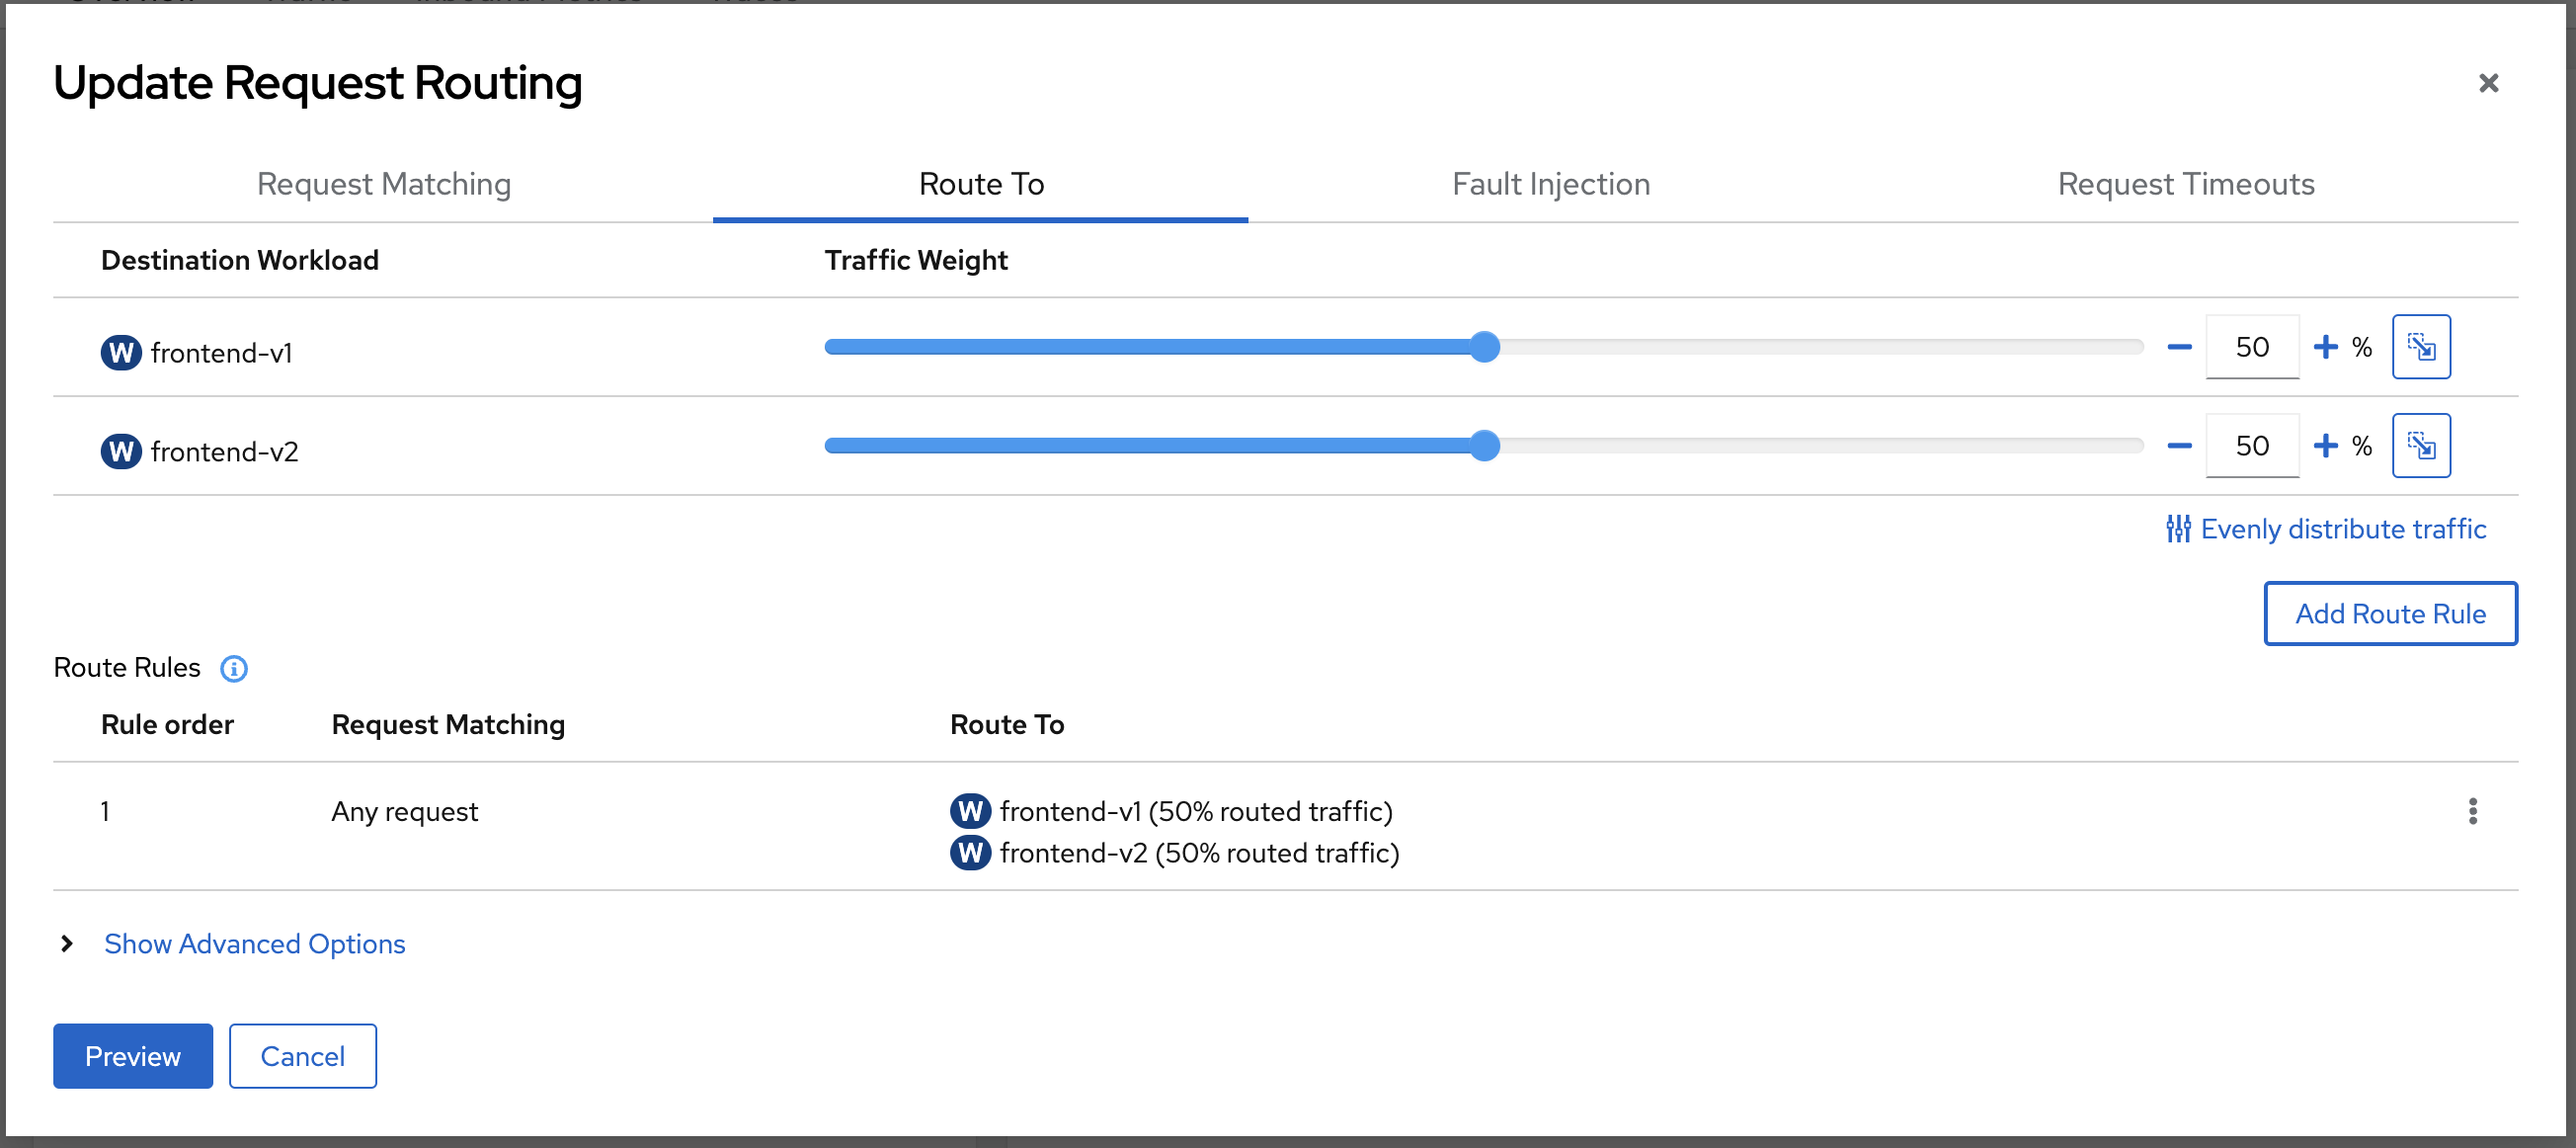 Update Request Routing
Request Matching
Route To
Fault Injection
Request Timeouts
Destination Workload
Traffic Weight
W frontend-v1
50
%
W frontend-v2
50
%
Evenly distribute traffic
Add Route Rule
Route Rules
Rule order
Request Matching
Route To
1
Any request
W frontend-v1 (50% routed traffic)
W frontend-v2 (50% routed traffic)
Show Advanced Options
Preview
Cancel